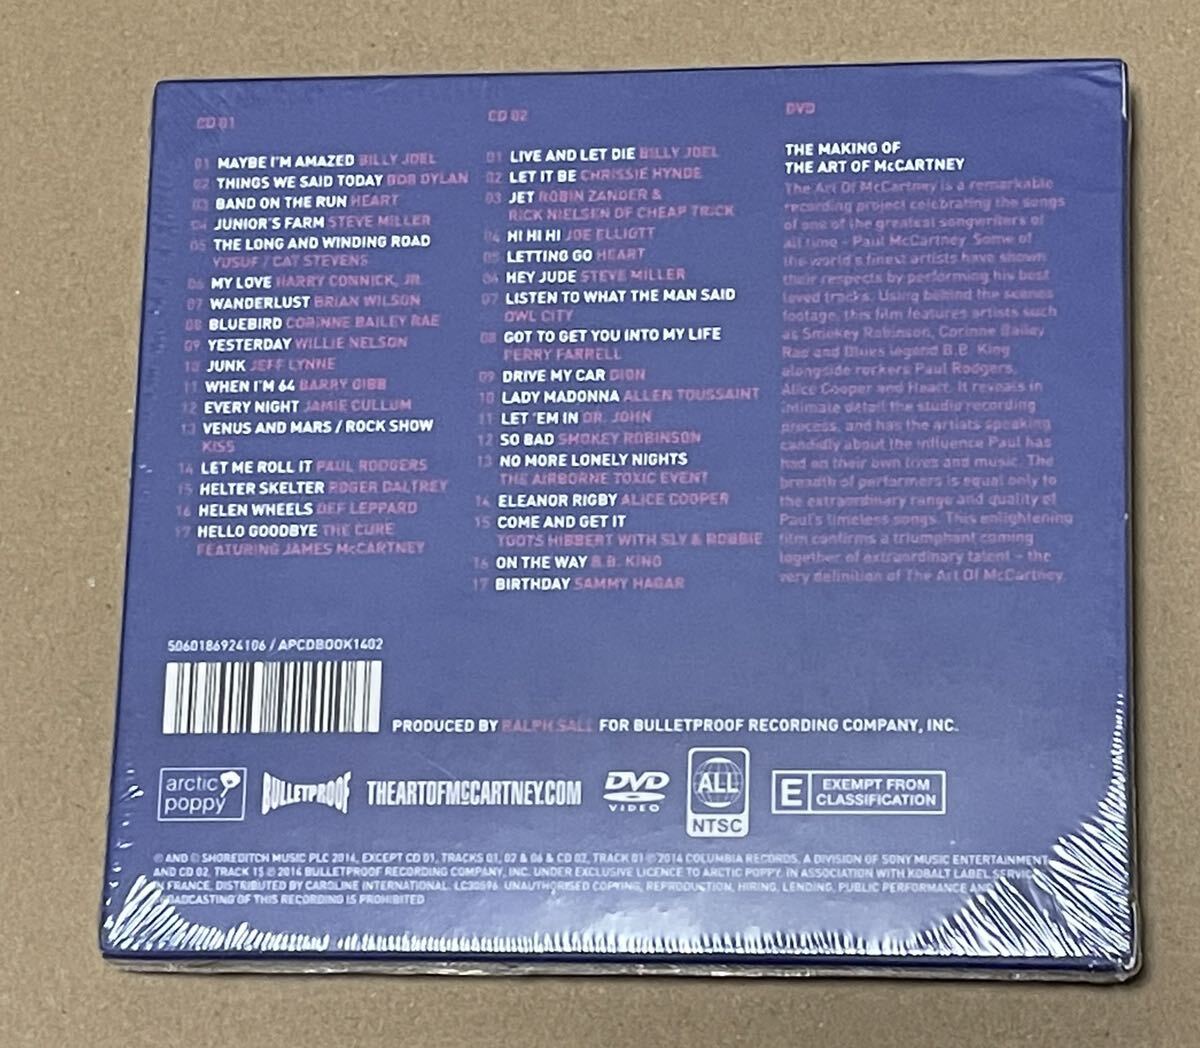 CD 01
01 MAYBE I'M AMAZED BILLY JOEL
02 THINGS WE SAID TODAY BOB DYLAN
03 BAND ON THE RUN HEART
04 JUNIOR'S FARM STEVE MILLER
05 THE LONG AND WINDING ROAD
YUSUF / CAT STEVENS
06 MY LOVE HARRY CONNICK, JR.
07 WANDERLUST BRIAN WILSON
08 BLUEBIRD CORINNE BAILEY RAE
09 YESTERDAY WILLIE NELSON
10 JUNK JEFF LYNNE
11 WHEN I'M 64 BARRY GIBB
12 EVERY NIGHT JAMIE CULLUM
13 VENUS AND MARS / ROCK SHOW
KISS
14 LET ME ROLL IT PAUL RODGERS
15 HELTER SKELTER ROGER DALTREY
16 HELEN WHEELS DEF LEPPARD
17 HELLO GOODBYE THE CURE
FEATURING JAMES McCARTNEY
CD 02
01 LIVE AND LET DIE BILLY JOEL
02 LET IT BE CHRISSIE HYNDE
03 JET ROBIN ZANDER &
RICK NIELSEN OF CHEAP TRICK
04 HI HI HI JOE ELLIOTT
05 LETTING GO HEART
06 HEY JUDE STEVE MILLER
07 LISTEN TO WHAT THE MAN SAID
OWL CITY
08 GOT TO GET YOU INTO MY LIFE
PERRY FARRELL
09 DRIVE MY CAR DION
10 LADY MADONNA ALLEN TOUSSAINT
11 LET 'EM IN DR. JOHN
12 SO BAD SMOKEY ROBINSON
13 NO MORE LONELY NIGHTS
THE AIRBORNE TOXIC EVENT
14 ELEANOR RIGBY ALICE COOPER
15 COME AND GET IT
TOOTS HIBBERT WITH SLY & ROBBIE
16 ON THE WAY B.B. KING
17 BIRTHDAY SAMMY HAGAR
DVD
THE MAKING OF
THE ART OF McCARTNEY
The Art Of McCartney is a remarkable
recording project celebrating the songs
of one of the greatest songwriters of
all time – Paul McCartney. Some of
the world's finest artists have shown
their respects by performing his best
loved tracks. Using behind the scenes
footage, this film features artists such
as Smokey Robinson, Corinne Bailey
Rae and Blues legend B.B. King
alongside rockers Paul Rodgers,
Alice Cooper and Heart. It reveals in
intimate detail the studio recording
process, and has the artists speaking
candidly about the influence Paul has
had on their own lives and music. The
breadth of performers is equal only to
the extraordinary range and quality of
Paul's timeless songs. This enlightening
film confirms a triumphant coming
together of extraordinary talent – the
very definition of The Art Of McCartney.
5060186924106 / APCDBOOK1402
PRODUCED BY RALPH SALL FOR BULLETPROOF RECORDING COMPANY, INC.
arctic
poppy
BULLETPROOF
THEARTOFMcCARTNEY.COM
DVD
VIDEO
ALL
NTSC
E EXEMPT FROM
CLASSIFICATION
℗ AND © SHOREDITCH MUSIC PLC 2014, EXCEPT CD 01, TRACKS 01, 02 & 06 & CD 02, TRACK 01 ℗ 2014 COLUMBIA RECORDS, A DIVISION OF SONY MUSIC ENTERTAINMENT
AND CD 02, TRACK 15 ℗ 2014 BULLETPROOF RECORDING COMPANY, INC. UNDER EXCLUSIVE LICENCE TO ARCTIC POPPY. IN ASSOCIATION WITH KOBALT LABEL
FRANCE, DISTRIBUTED BY CAROLINE INTERNATIONAL. LC30596 UNAUTHORISED COPYING, REPRODUCTION, HIRING, LENDING, PUBLIC PERFORMANCE AND
OF THIS RECORDING IS PROHIBITED